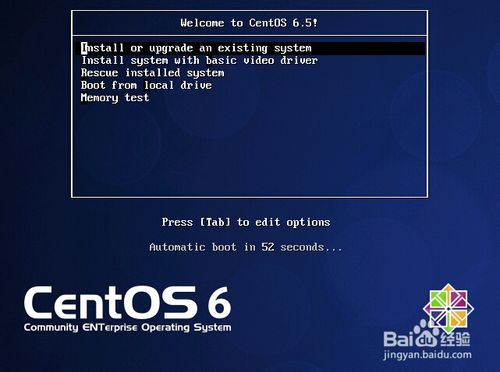 Welcome to CentOS 6.5!
Install or upgrade an existing system
Install system with basic video driver
Rescue installed system
Boot from local drive
Memory test
Press [Tab] to edit options
Automatic boot in 52 seconds...
CentOS 6
Community ENTerprise Operating System
Baidu 经验
jingyan.baidu.com